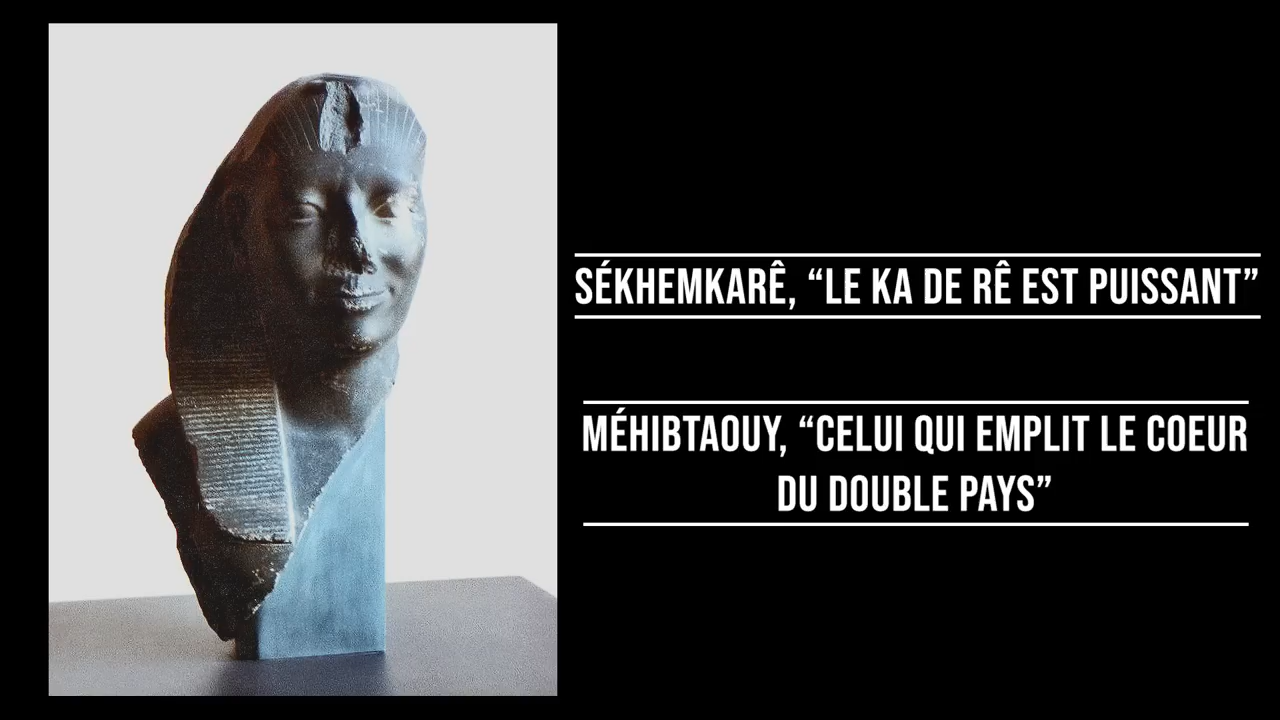 SÉKHEMKARÊ, “LE KA DE RÊ EST PUISSANT”
MÉHIBTAOUY, “CELUI QUI EMPLIT LE COEUR
DU DOUBLE PAYS”